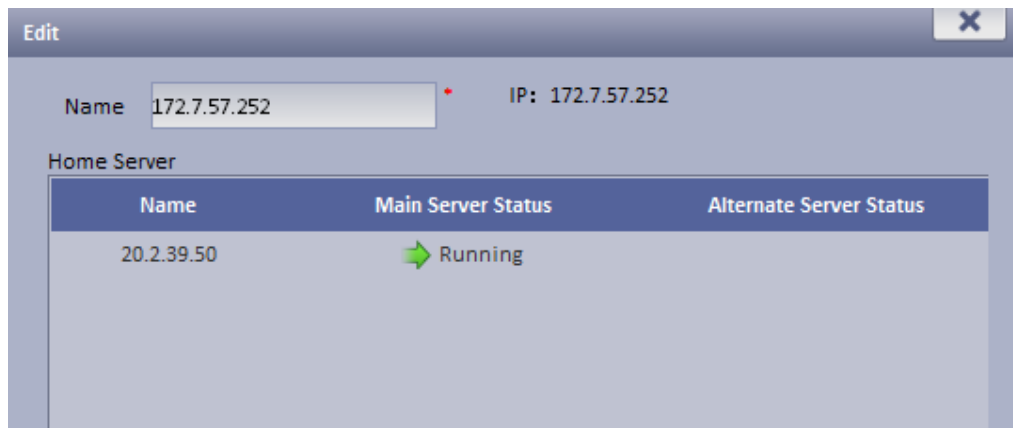 Edit
Name 172.7.57.252 * IP: 172.7.57.252
Home Server
Name Main Server Status Alternate Server Status
20.2.39.50 Running